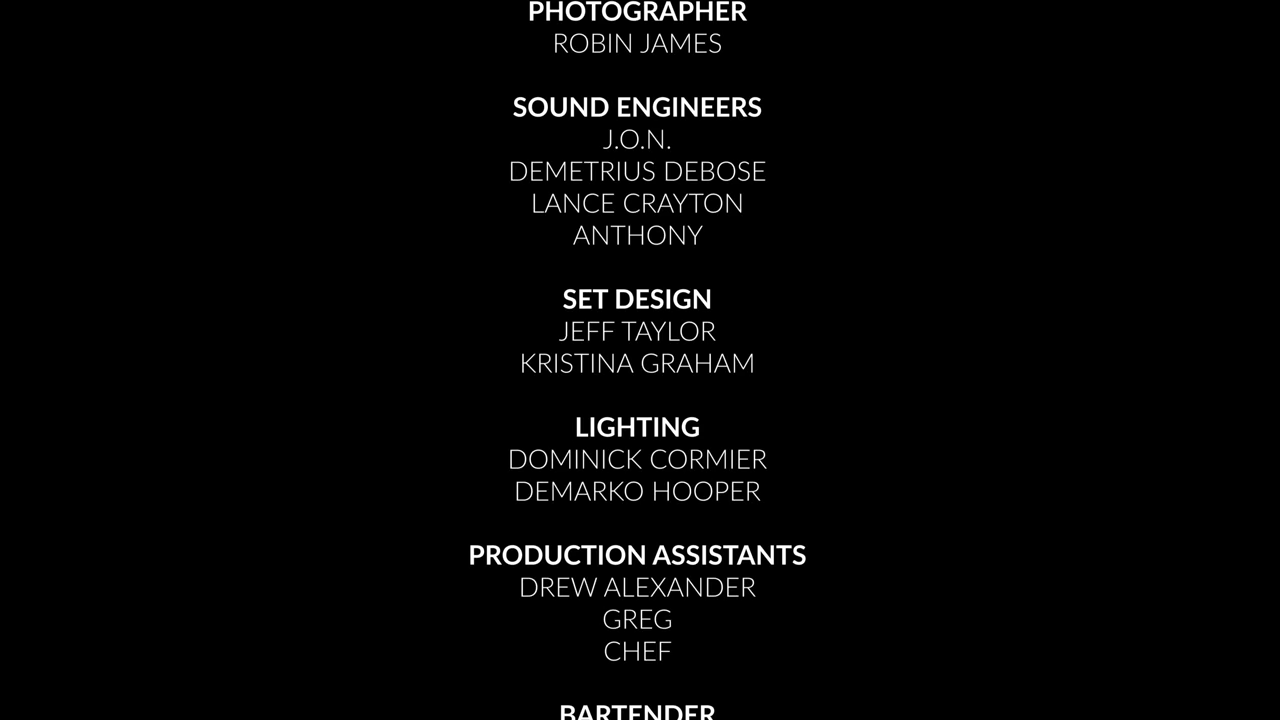 PHOTOGRAPHER
ROBIN JAMES
SOUND ENGINEERS
J.O.N.
DEMETRIUS DEBOSE
LANCE CRAYTON
ANTHONY
SET DESIGN
JEFF TAYLOR
KRISTINA GRAHAM
LIGHTING
DOMINICK CORMIER
DEMARKO HOOPER
PRODUCTION ASSISTANTS
DREW ALEXANDER
GREG
CHEF
BARTENDER